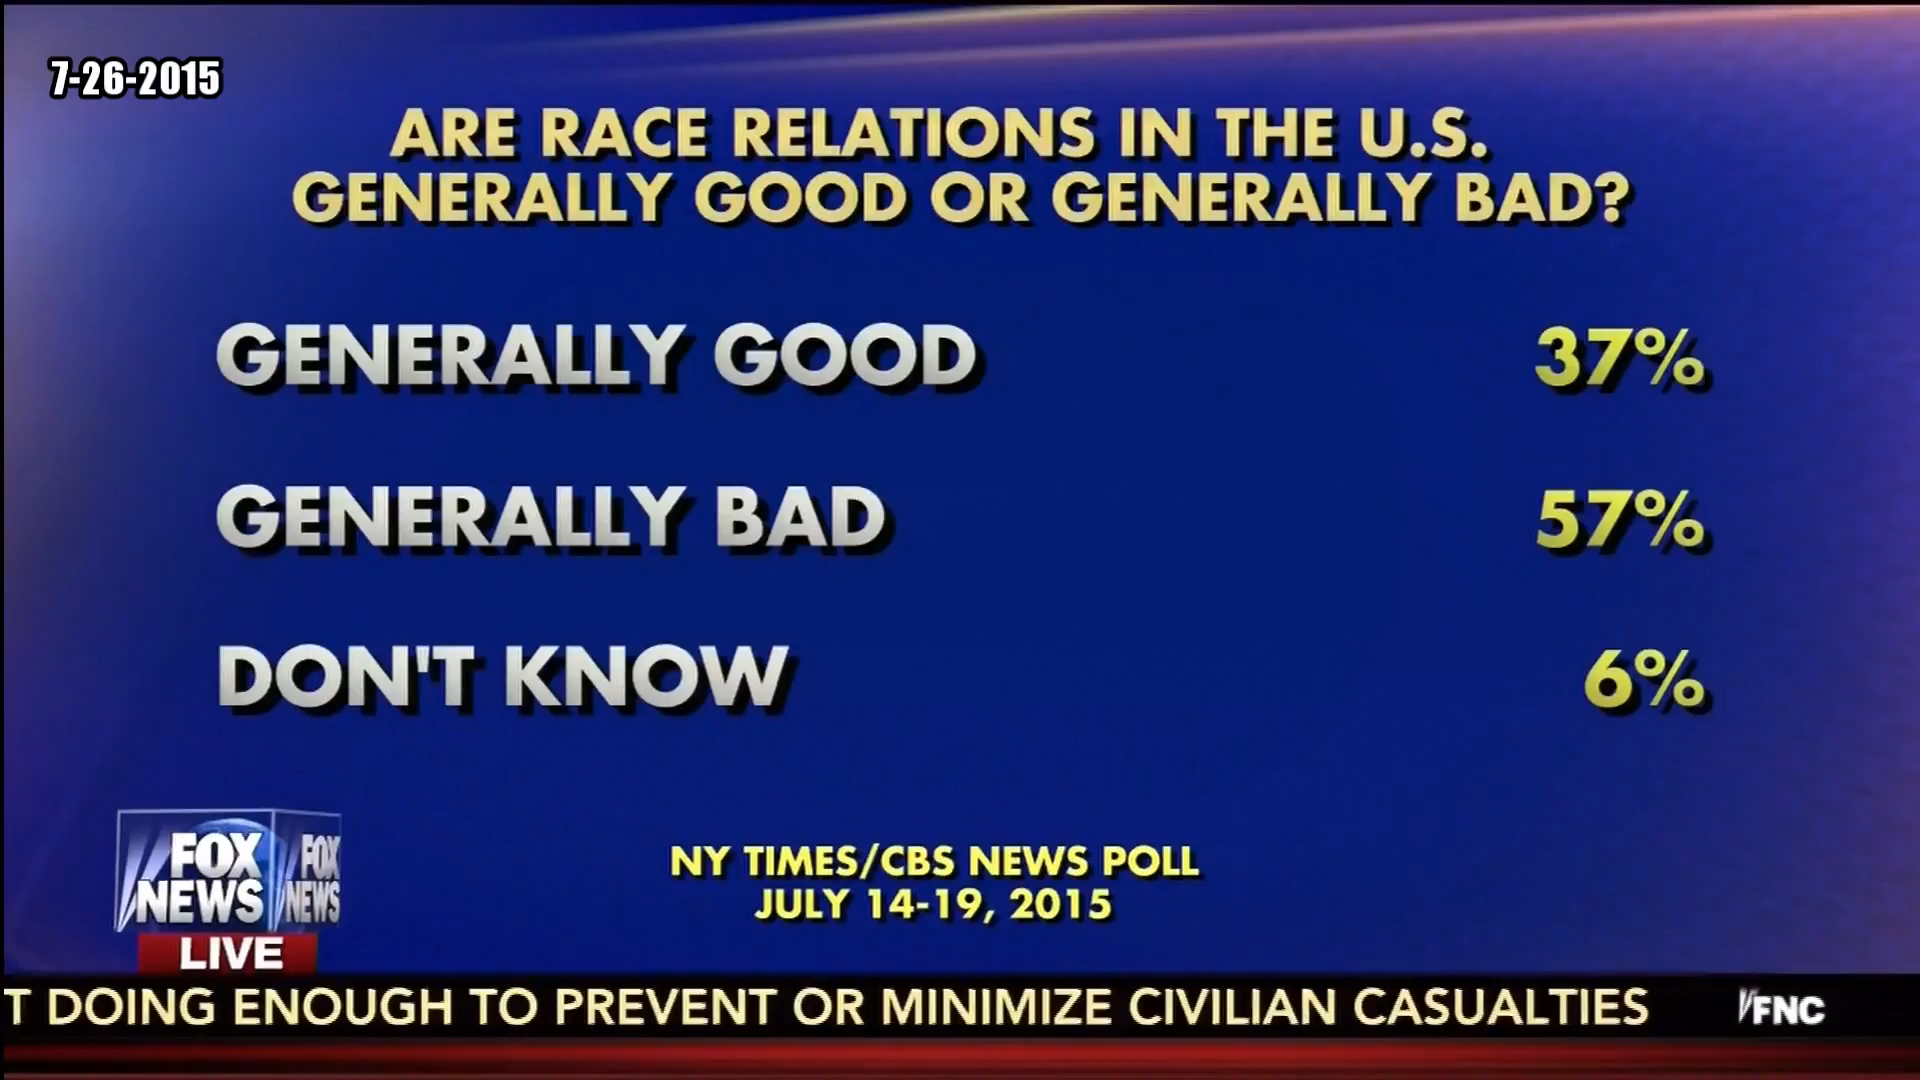 7-26-2015
ARE RACE RELATIONS IN THE U.S.
GENERALLY GOOD OR GENERALLY BAD?
GENERALLY GOOD 37%
GENERALLY BAD 57%
DON'T KNOW 6%
NY TIMES/CBS NEWS POLL
JULY 14-19, 2015
FOX NEWS
FOX NEWS
LIVE
T DOING ENOUGH TO PREVENT OR MINIMIZE CIVILIAN CASUALTIES
FNC